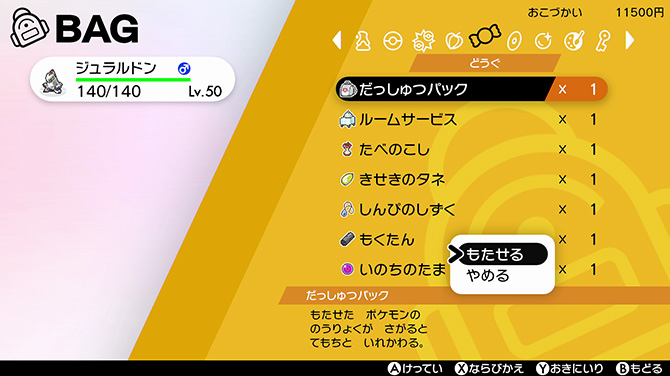 BAG
おこづかい 11500円
ジュラルドン ♂
140/140 Lv.50
どうぐ
だっしゅつパック × 1
ルームサービス × 1
たべのこし × 1
きせきのタネ × 1
しんぴのしずく × 1
もくたん
いのちのたま × 1
もたせる
やめる
だっしゅつパック
もたせた ポケモンの
のうりょくが さがると
てもちと いれかわる。
Aけってい Xならびかえ Yおきにいり Bもどる